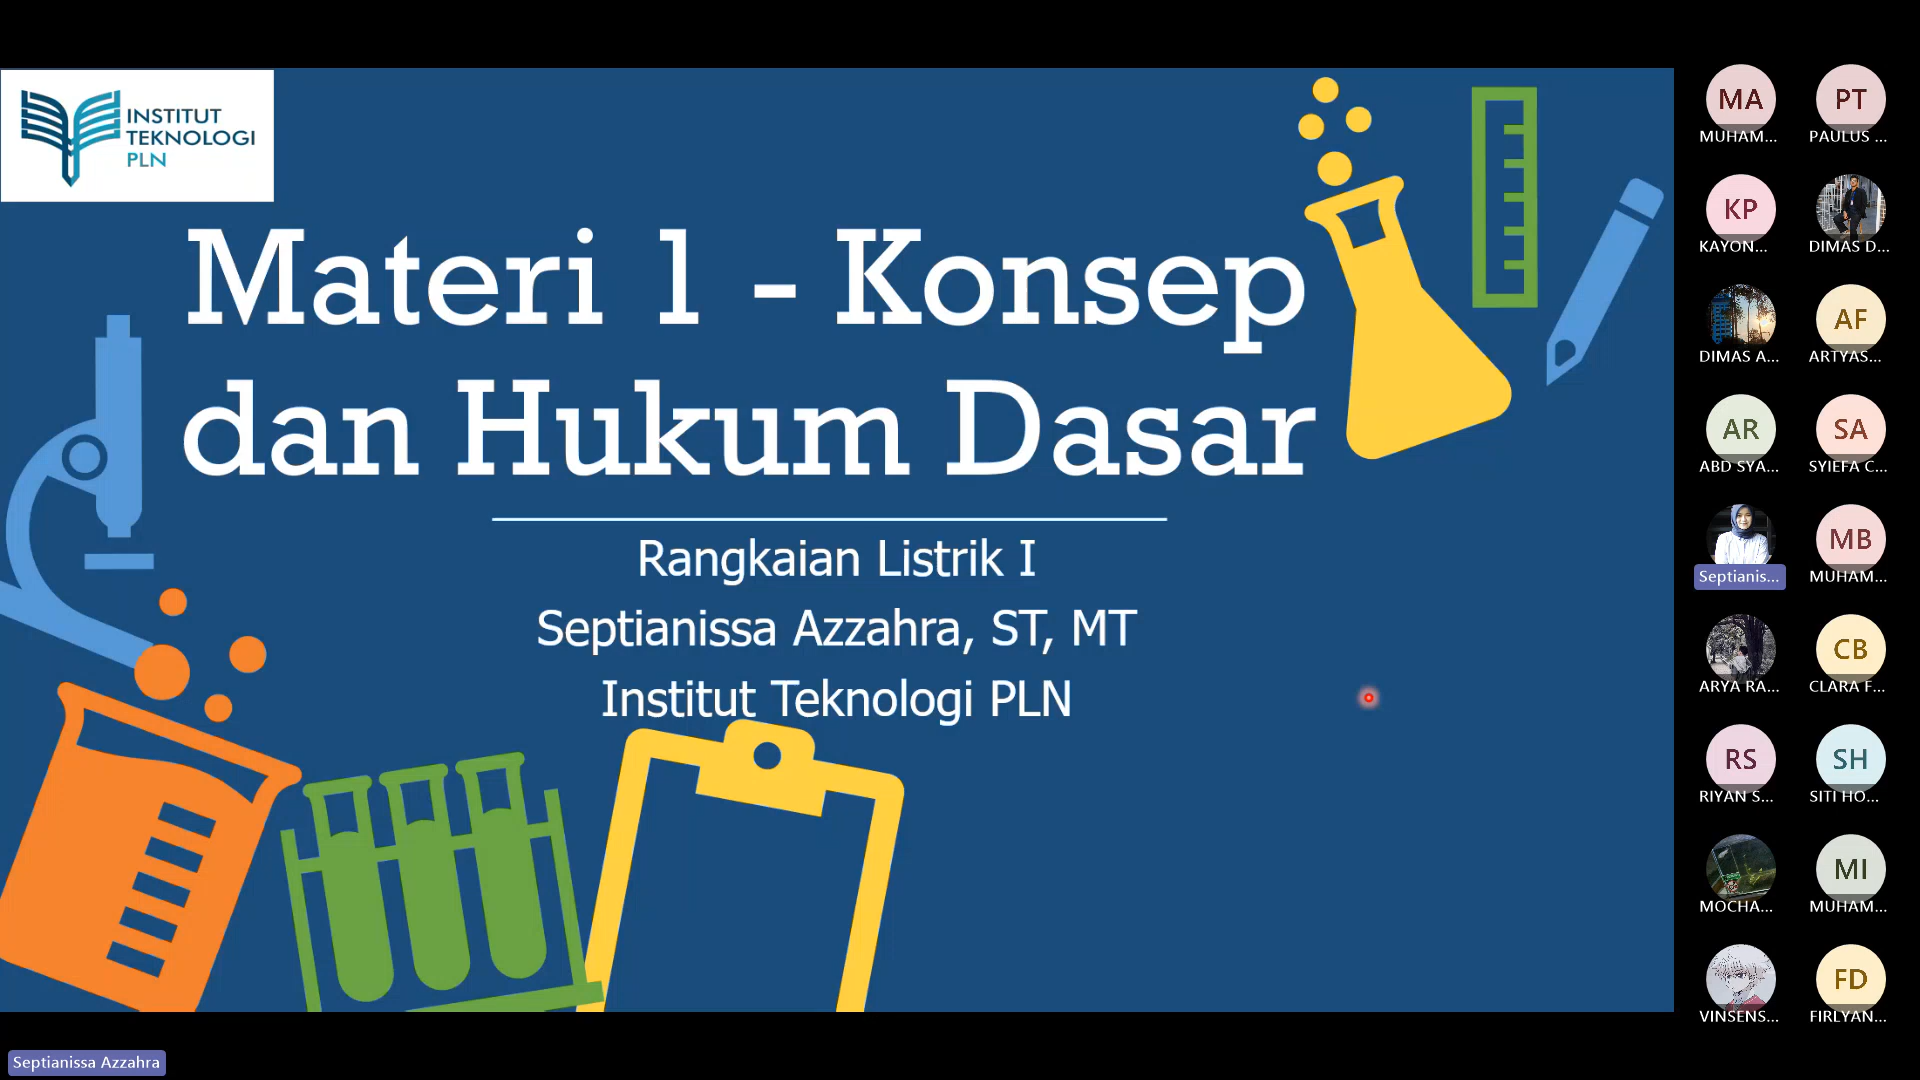 INSTITUT
TEKNOLOGI
PLN
Materi 1 - Konsep
dan Hukum Dasar
Rangkaian Listrik I
Septianissa Azzahra, ST, MT
Institut Teknologi PLN
MA
MUHAM...
PT
PAULUS ...
KP
KAYON...
DIMAS D...
DIMAS A...
AF
ARTYAS...
AR
ABD SYA...
SA
SYIEFA C...
Septianis...
MB
MUHAM...
ARYA RA...
CB
CLARA F...
RS
RIYAN S...
SH
SITI HO...
MOCHA...
MI
MUHAM...
VINSENS...
FD
FIRLYAN...
Septianissa Azzahra